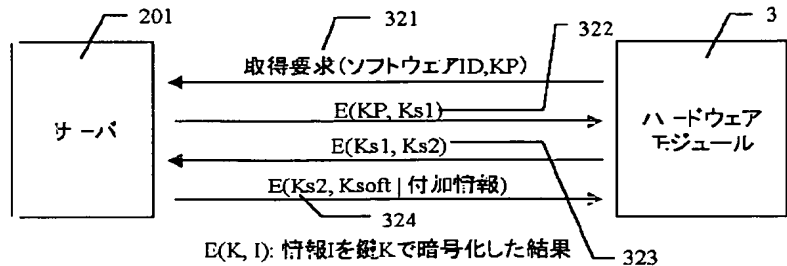 201
321
322
3
取得要求(ソフトウェアID,KP)
E(KP, Ks1)
サーバ
ハードウェア
モジュール
E(Ks1, Ks2)
E(Ks2, Ksoft | 付加情報)
324
323
E(K, I): 情報Iを鍵Kで暗号化した結果